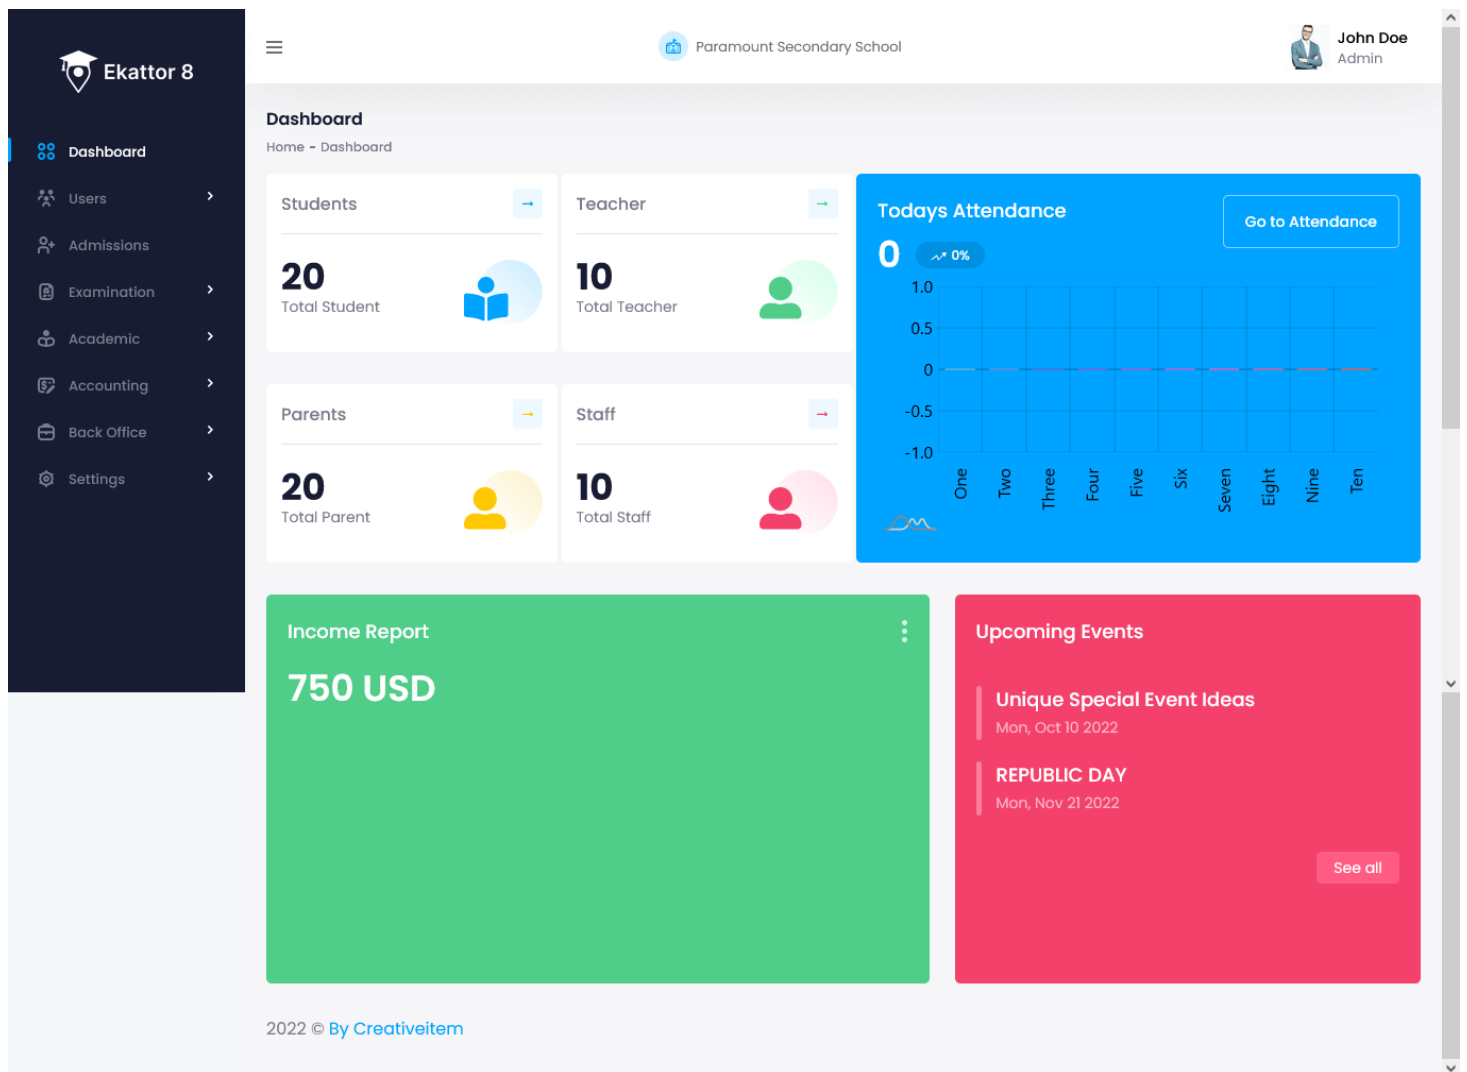 Ekattor 8
Paramount Secondary School
John Doe
Admin
Dashboard
Users
Admissions
Examination
Academic
Accounting
Back Office
Settings
Dashboard
Home - Dashboard
Students
20
Total Student
Teacher
10
Total Teacher
Parents
20
Total Parent
Staff
10
Total Staff
Todays Attendance
Go to Attendance
0
0%
1.0
0.5
0
-0.5
-1.0
One
Two
Three
Four
Five
Six
Seven
Eight
Nine
Ten
Income Report
750 USD
Upcoming Events
Unique Special Event Ideas
Mon, Oct 10 2022
REPUBLIC DAY
Mon, Nov 21 2022
See all
2022 © By Creativeitem